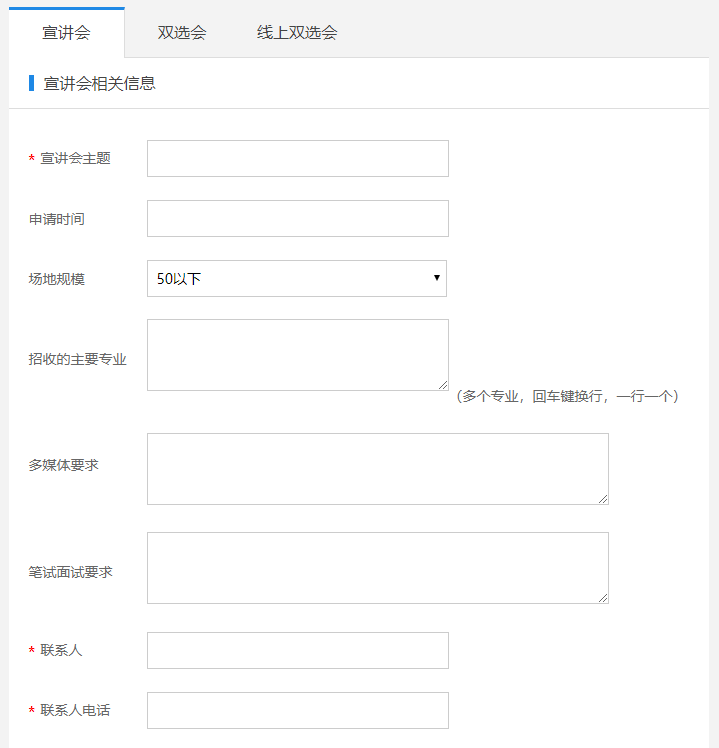 宣讲会 双选会 线上双选会
宣讲会相关信息
* 宣讲会主题
申请时间
场地规模 50以下
招收的主要专业
（多个专业，回车键换行，一行一个）
多媒体要求
笔试面试要求
* 联系人
* 联系人电话